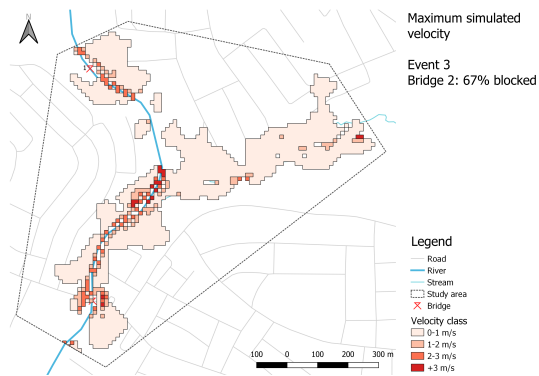 Maximum simulated
velocity
Event 3
Bridge 2: 67% blocked
N
1
Legend
Road
River
Stream
Study area
Bridge
Velocity class
0-1 m/s
1-2 m/s
2-3 m/s
+3 m/s
100 0 100 200 300 m